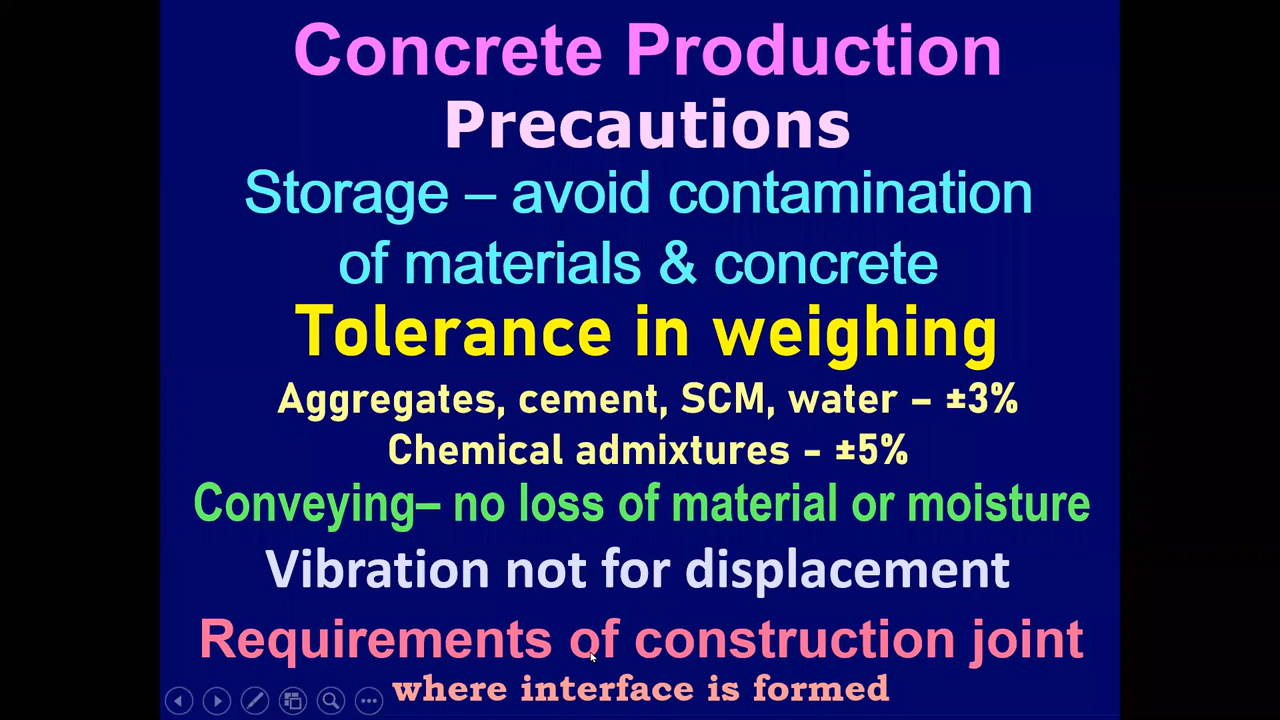 Concrete Production
Precautions
Storage – avoid contamination
of materials & concrete
Tolerance in weighing
Aggregates, cement, SCM, water – ±3%
Chemical admixtures - ±5%
Conveying– no loss of material or moisture
Vibration not for displacement
Requirements of construction joint
where interface is formed